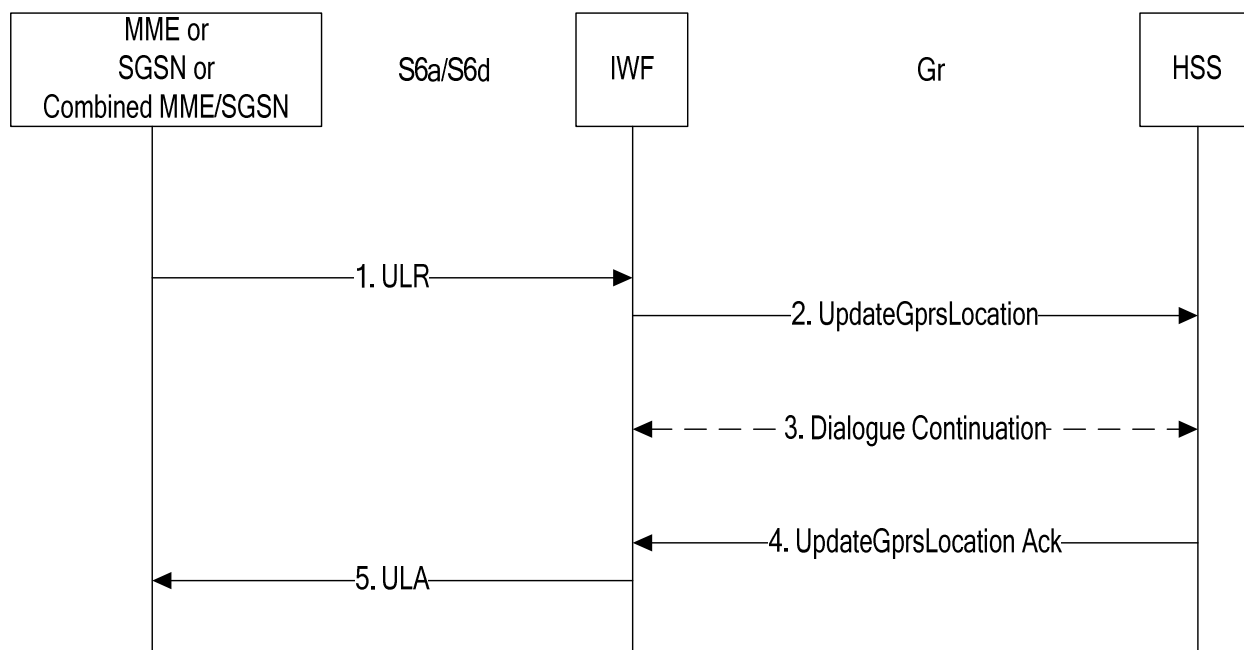 MME or
SGSN or
Combined MME/SGSN
S6a/S6d
IWF
Gr
HSS
1. ULR
2. UpdateGprsLocation
3. Dialogue Continuation
4. UpdateGprsLocation Ack
5. ULA